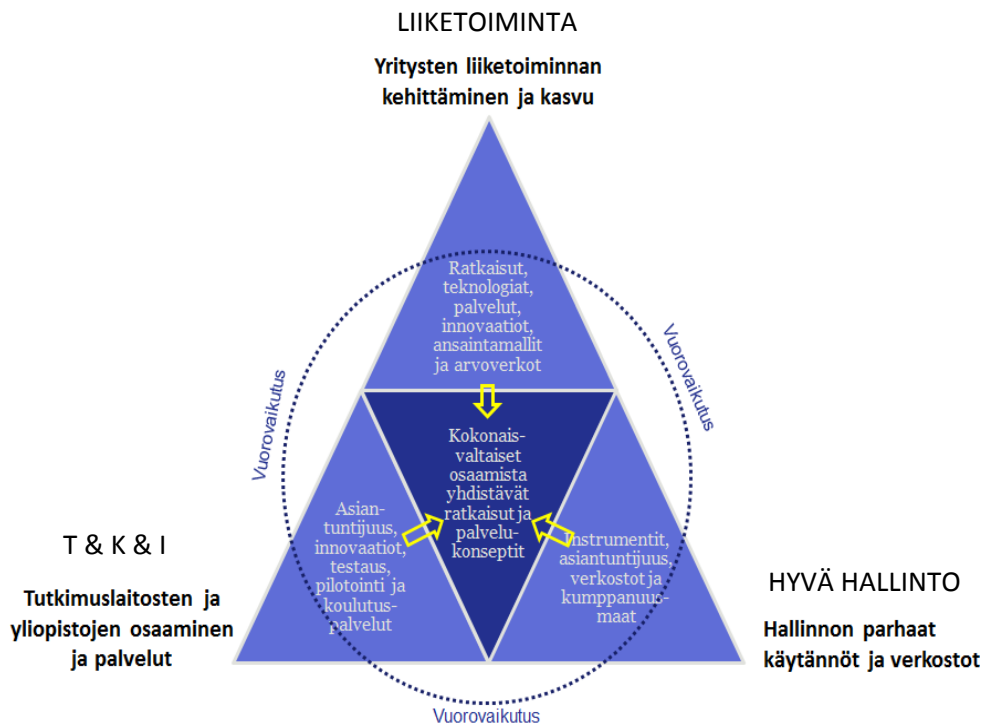 LIIKETOIMINTA
Yritysten liiketoiminnan
kehittäminen ja kasvu
Ratkaisut,
teknologiat,
palvelut,
innovaatiot,
ansaintamallit
ja arvoverkot
Vuorovaikutus
Vuorovaikutus
Kokonais-
valtaiset
osaamista
yhdistävät
ratkaisut ja
palvelu-
konseptit
Asian-
tuntijuus,
innovaatiot,
testaus,
pilotointi ja
koulutus-
palvelut
Instrumentit,
asiantuntijuus,
verkostot ja
kumppanuus-
maat
T & K & I
Tutkimuslaitosten ja
yliopistojen osaaminen
ja palvelut
HYVÄ HALLINTO
Hallinnon parhaat
käytännöt ja verkostot
Vuorovaikutus